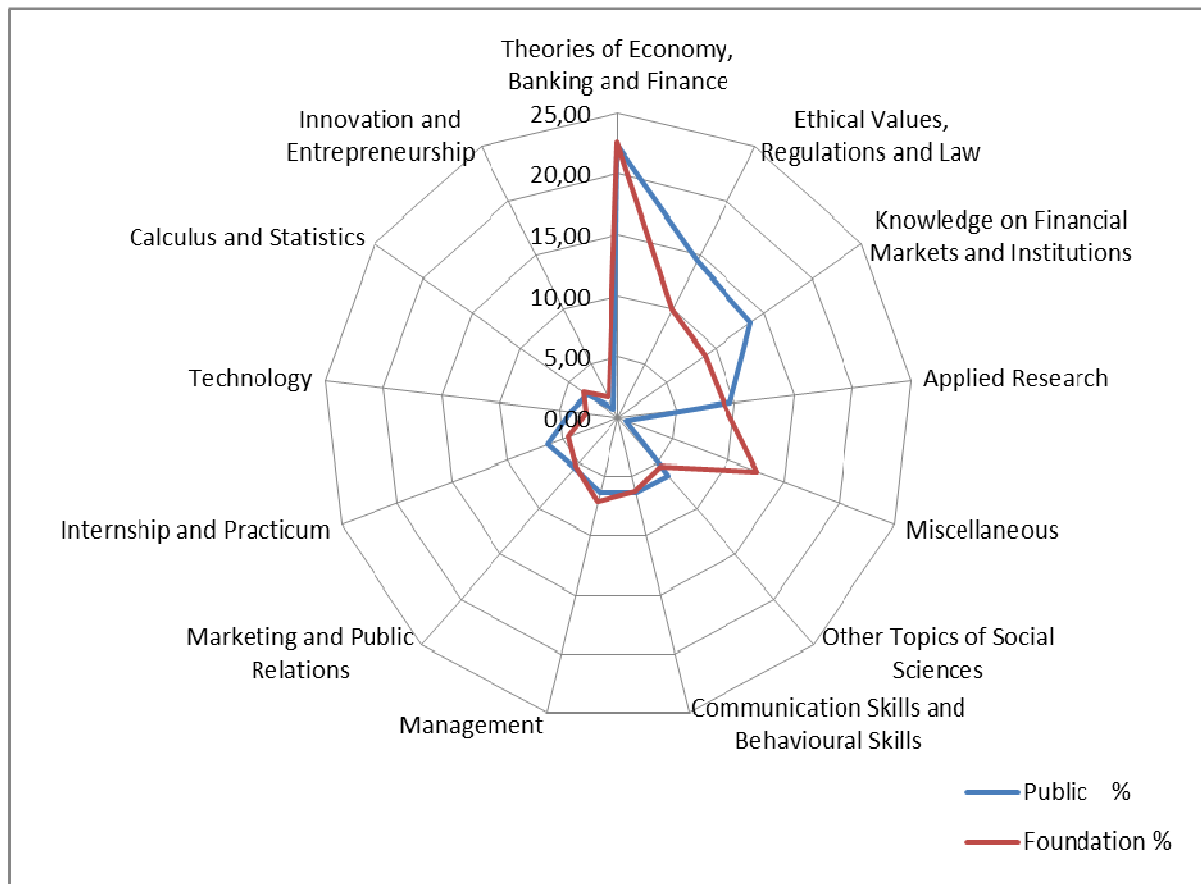 Theories of Economy,
Banking and Finance
25,00
20,00
15,00
10,00
5,00
0,00
Ethical Values,
Regulations and Law
Knowledge on Financial
Markets and Institutions
Applied Research
Miscellaneous
Other Topics of Social
Sciences
Communication Skills and
Behavioural Skills
Management
Marketing and Public
Relations
Internship and Practicum
Technology
Calculus and Statistics
Innovation and
Entrepreneurship
Public %
Foundation %